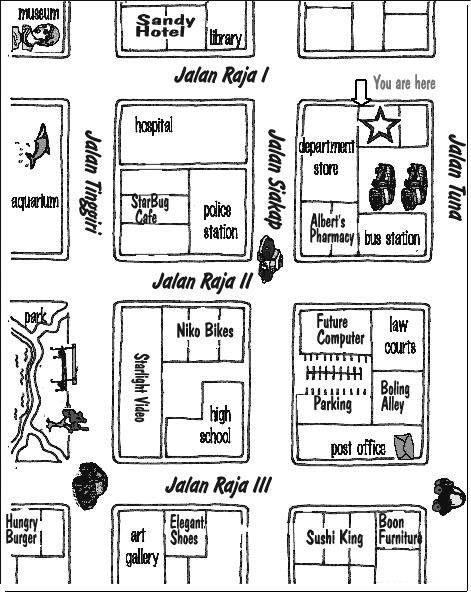 museum
Sandy
Hotel
library
Jalan Raja I
You are here
hospital
department
store
aquarium
Jalan Tinggiri
StarBug
Cafe
police
station
Jalan Siakap
Albert's
Pharmacy
bus station
Jalan Tuna
Jalan Raja II
park
Starlight Video
Niko Bikes
high
school
Future
Computer
law
courts
Parking
Boling
Alley
post office
Jalan Raja III
Hungry
Burger
art
gallery
Elegant
Shoes
Sushi King
Boon
Furniture